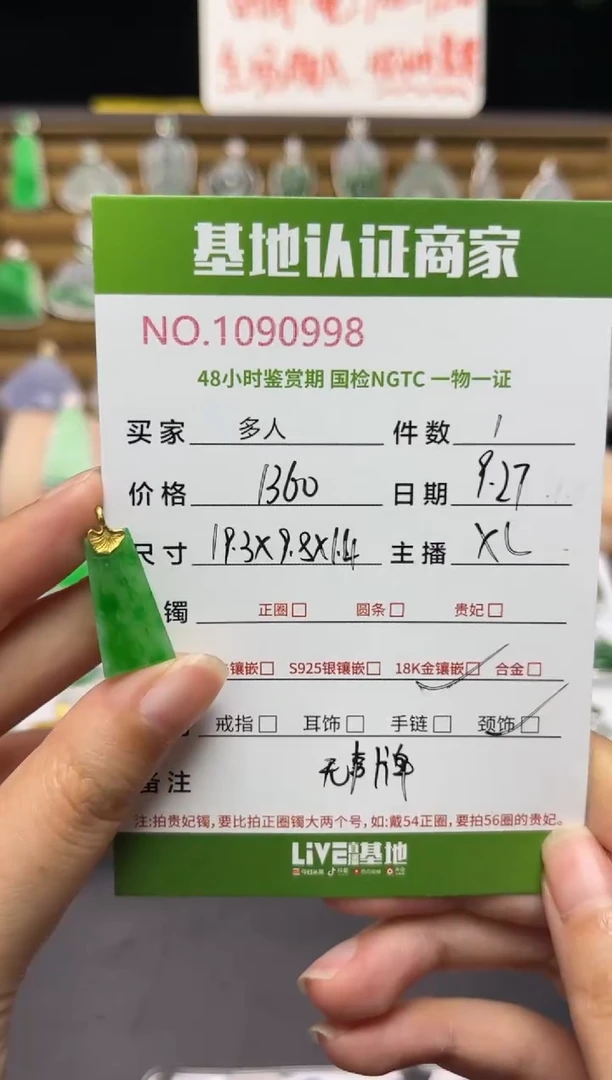 基地认证商家
NO.1090998
48小时鉴赏期 国检NGTC 一物一证
买家 多人 件数 1
价格 1360 日期 9.27
尺寸 19.3X9.8X1.4 主播 XL
镯 正圈□ 圆条□ 贵妃□
镶嵌□ S925银镶嵌□ 18K金镶嵌□ 合金□
戒指□ 耳饰□ 手链□ 颈饰□
备注 无事牌
注:拍贵妃镯,要比拍正圈镯大两个号,如:戴54正圈,要拍56圈的贵妃。
LiVE直播基地